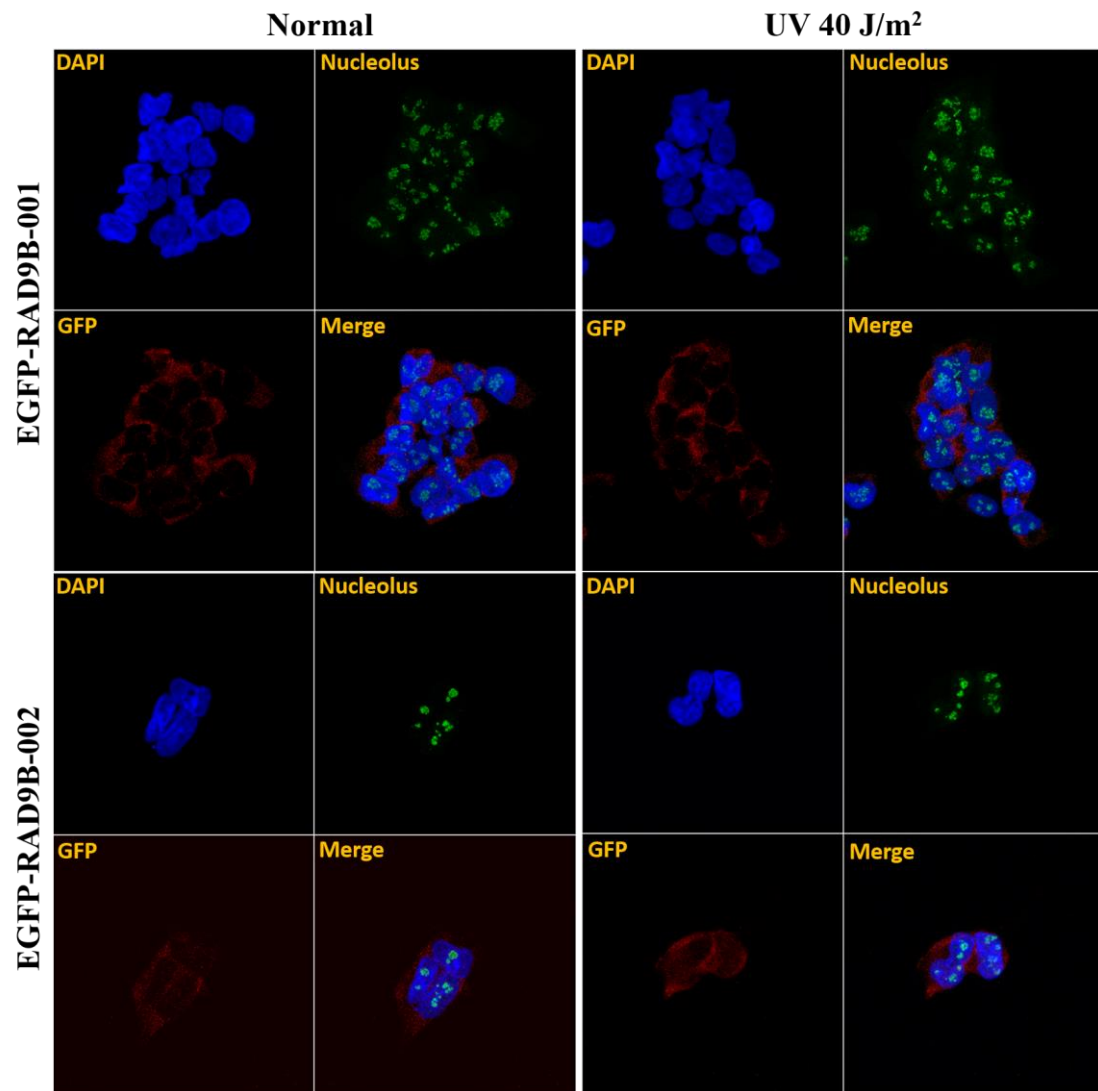 Normal
UV 40 J/m²
EGFP-RAD9B-001
DAPI
Nucleolus
DAPI
Nucleolus
GFP
Merge
GFP
Merge
EGFP-RAD9B-002
DAPI
Nucleolus
DAPI
Nucleolus
GFP
Merge
GFP
Merge